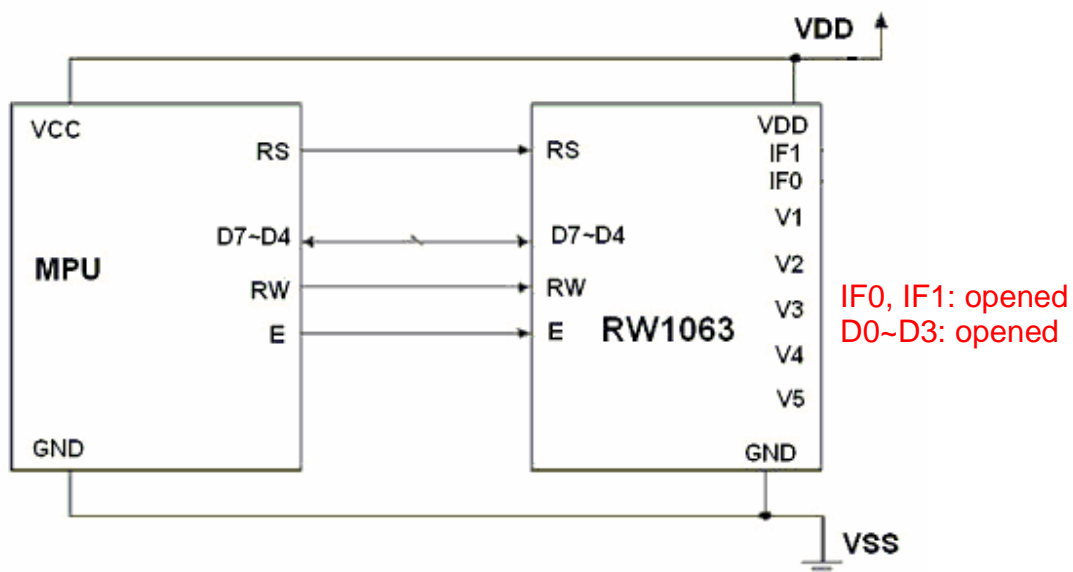 VDD
VCC
RS
D7~D4
MPU
RW
E
GND
RS
D7~D4
RW
E
RW1063
VDD
IF1
IF0
V1
V2
V3
V4
V5
GND
IF0, IF1: opened
D0~D3: opened
VSS